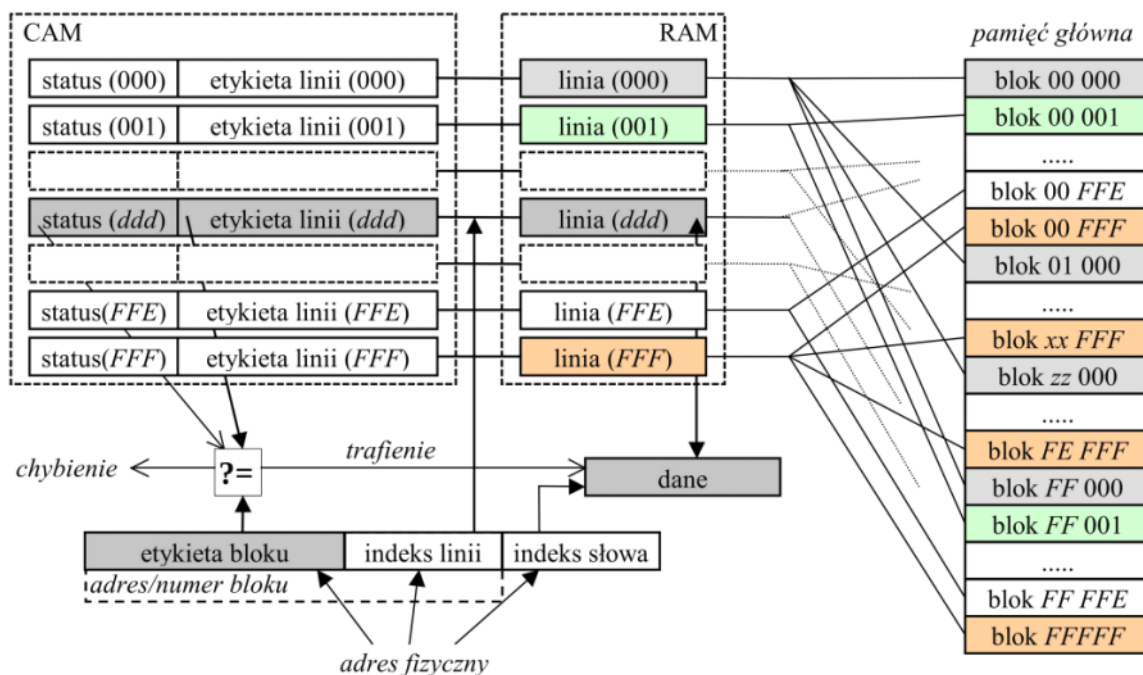 CAM
RAM
pamięć główna
status (000) etykieta linii (000) linia (000) blok 00 000
status (001) etykieta linii (001) linia (001) blok 00 001
.....
blok 00 FFE
status (ddd) etykieta linii (ddd) linia (ddd) blok 00 FFF
blok 01 000
status(FFE) etykieta linii (FFE) linia (FFE) .....
status(FFF) etykieta linii (FFF) linia (FFF) blok xx FFF
blok zz 000
.....
blok FE FFF
chybienie ?= trafienie dane blok FF 000
blok FF 001
etykieta bloku indeks linii indeks słowa .....
adres/numer bloku blok FF FFE
blok FFFFF
adres fizyczny